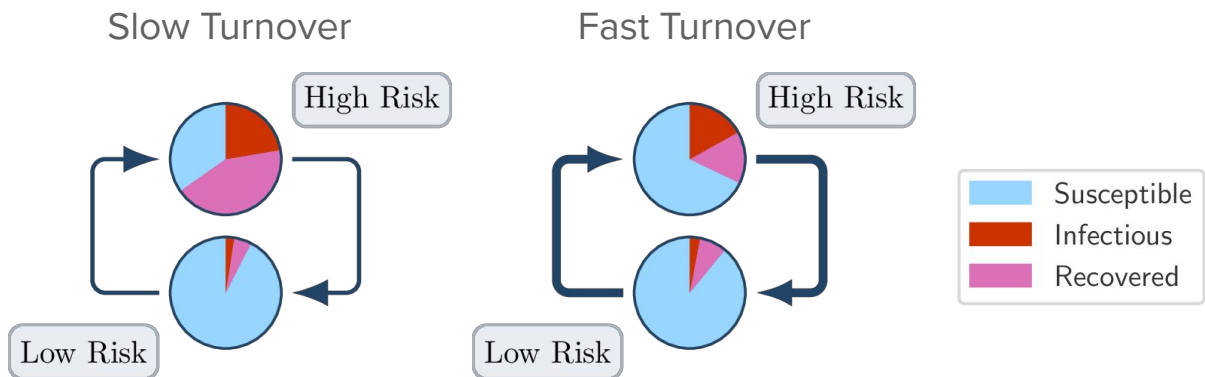 Slow Turnover
Fast Turnover
High Risk
High Risk
Susceptible
Infectious
Recovered
Low Risk
Low Risk